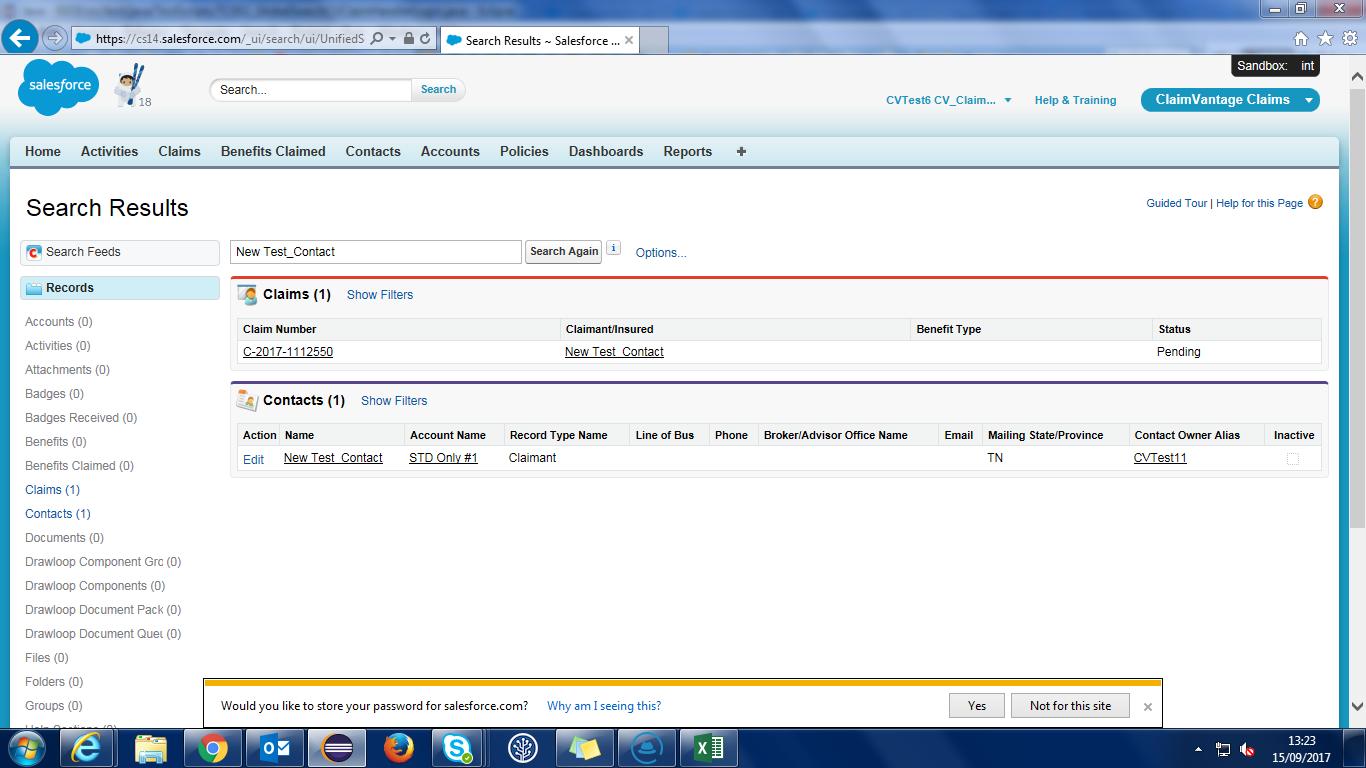 https://cs14.salesforce.com/_ui/search/ui/UnifiedS
Search Results ~ Salesforce ...
Sandbox: int
salesforce
18
Search...
Search
CVTest6 CV_Claim...
Help & Training
ClaimVantage Claims
Home Activities Claims Benefits Claimed Contacts Accounts Policies Dashboards Reports +
Search Results
Guided Tour | Help for this Page ?
Search Feeds
New Test_Contact
Search Again
i
Options...
Records
Claims (1) Show Filters
Claim Number Claimant/Insured Benefit Type Status
C-2017-1112550 New Test_Contact Pending
Contacts (1) Show Filters
Action Name Account Name Record Type Name Line of Bus Phone Broker/Advisor Office Name Email Mailing State/Province Contact Owner Alias Inactive
Edit New Test_Contact STD Only #1 Claimant TN CVTest11
Accounts (0)
Activities (0)
Attachments (0)
Badges (0)
Badges Received (0)
Benefits (0)
Benefits Claimed (0)
Claims (1)
Contacts (1)
Documents (0)
Drawloop Component Grc (0)
Drawloop Components (0)
Drawloop Document Pack (0)
Drawloop Document Queu (0)
Files (0)
Folders (0)
Groups (0)
Would you like to store your password for salesforce.com? Why am I seeing this? Yes Not for this site
13:23
15/09/2017